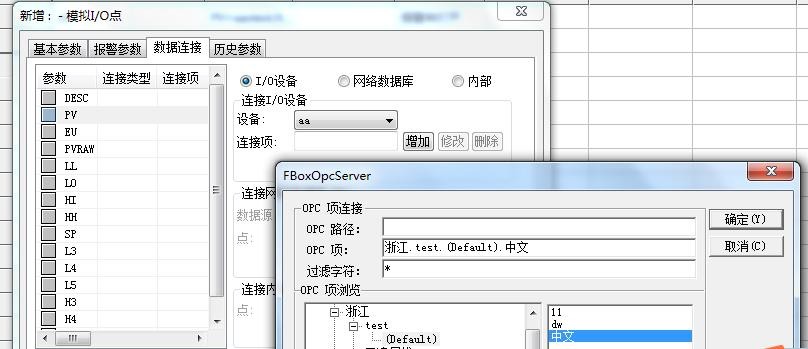 新增：-模拟I/O点
基本参数 报警参数 数据连接 历史参数
参数 连接类型 连接项
DESC
PV
EU
PVRAW
LL
LO
HI
HH
SP
L3
L4
L5
H3
H4
I/O设备 网络数据库 内部
连接I/O设备
设备： aa
连接项： 增加 修改 删除
连接网
数据源
点：
连接内
点：
FBoxOpcServer
OPC 项连接
OPC 路径：
OPC 项： 浙江.test.(Default).中文
过滤字符： *
确定(Y)
取消(C)
OPC 项浏览
浙江
test
(Default)
11
dw
中文